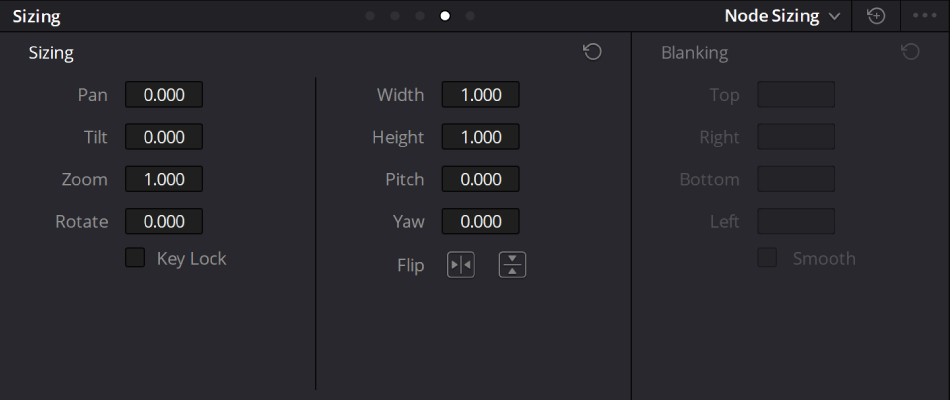 Sizing
Node Sizing
Sizing
Blanking
Pan 0.000
Width 1.000
Top
Tilt 0.000
Height 1.000
Right
Zoom 1.000
Pitch 0.000
Bottom
Rotate 0.000
Yaw 0.000
Left
Key Lock
Flip
Smooth